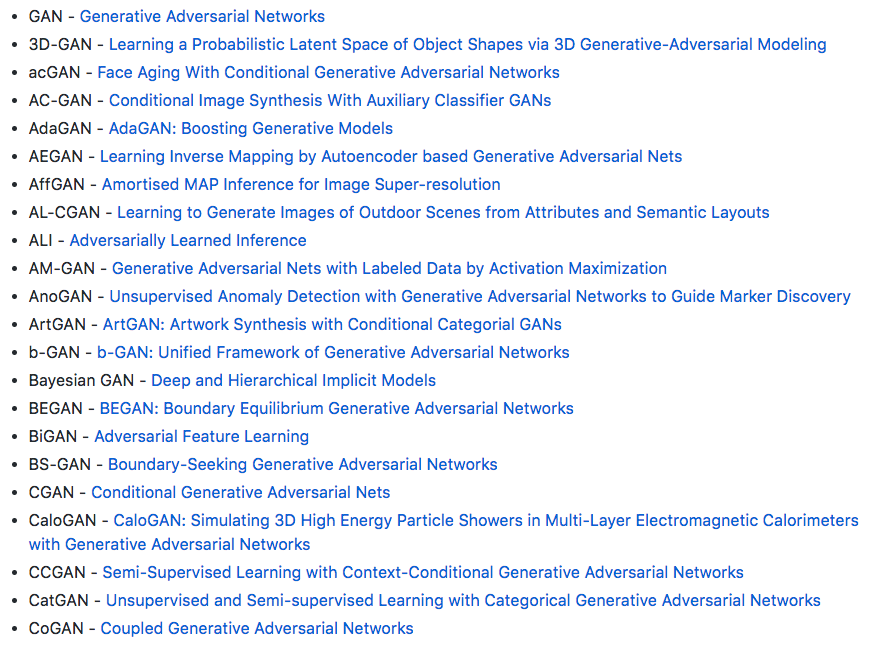 • GAN - Generative Adversarial Networks
• 3D-GAN - Learning a Probabilistic Latent Space of Object Shapes via 3D Generative-Adversarial Modeling
• acGAN - Face Aging With Conditional Generative Adversarial Networks
• AC-GAN - Conditional Image Synthesis With Auxiliary Classifier GANs
• AdaGAN - AdaGAN: Boosting Generative Models
• AEGAN - Learning Inverse Mapping by Autoencoder based Generative Adversarial Nets
• AffGAN - Amortised MAP Inference for Image Super-resolution
• AL-CGAN - Learning to Generate Images of Outdoor Scenes from Attributes and Semantic Layouts
• ALI - Adversarially Learned Inference
• AM-GAN - Generative Adversarial Nets with Labeled Data by Activation Maximization
• AnoGAN - Unsupervised Anomaly Detection with Generative Adversarial Networks to Guide Marker Discovery
• ArtGAN - ArtGAN: Artwork Synthesis with Conditional Categorial GANs
• b-GAN - b-GAN: Unified Framework of Generative Adversarial Networks
• Bayesian GAN - Deep and Hierarchical Implicit Models
• BEGAN - BEGAN: Boundary Equilibrium Generative Adversarial Networks
• BiGAN - Adversarial Feature Learning
• BS-GAN - Boundary-Seeking Generative Adversarial Networks
• CGAN - Conditional Generative Adversarial Nets
• CaloGAN - CaloGAN: Simulating 3D High Energy Particle Showers in Multi-Layer Electromagnetic Calorimeters
with Generative Adversarial Networks
• CCGAN - Semi-Supervised Learning with Context-Conditional Generative Adversarial Networks
• CatGAN - Unsupervised and Semi-supervised Learning with Categorical Generative Adversarial Networks
• CoGAN - Coupled Generative Adversarial Networks